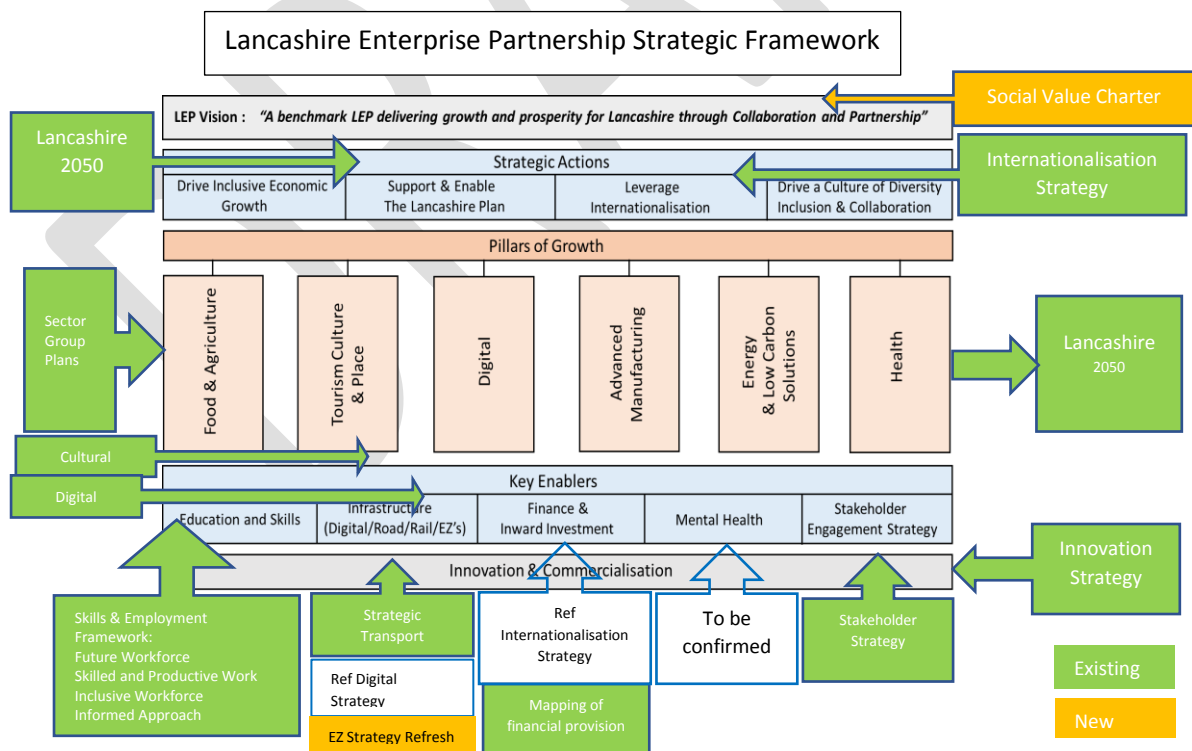 Lancashire Enterprise Partnership Strategic Framework
Social Value Charter
LEP Vision : "A benchmark LEP delivering growth and prosperity for Lancashire through Collaboration and Partnership"
Lancashire
2050
Strategic Actions
Drive Inclusive Economic
Growth
Support & Enable
The Lancashire Plan
Leverage
Internationalisation
Drive a Culture of Diversity
Inclusion & Collaboration
Internationalisation
Strategy
Pillars of Growth
Sector
Group
Plans
Food & Agriculture
Tourism Culture
& Place
Digital
Advanced
Manufacturing
Energy
& Low Carbon
Solutions
Health
Lancashire
2050
Cultural
Digital
Key Enablers
Education and Skills
Infrastructure
(Digital/Road/Rail/EZ's)
Finance &
Inward Investment
Mental Health
Stakeholder
Engagement Strategy
Innovation & Commercialisation
Innovation
Strategy
Skills & Employment
Framework:
Future Workforce
Skilled and Productive Work
Inclusive Workforce
Informed Approach
Strategic
Transport
Ref Digital
Strategy
EZ Strategy Refresh
Ref
Internationalisation
Strategy
Mapping of
financial provision
To be
confirmed
Stakeholder
Strategy
Existing
New